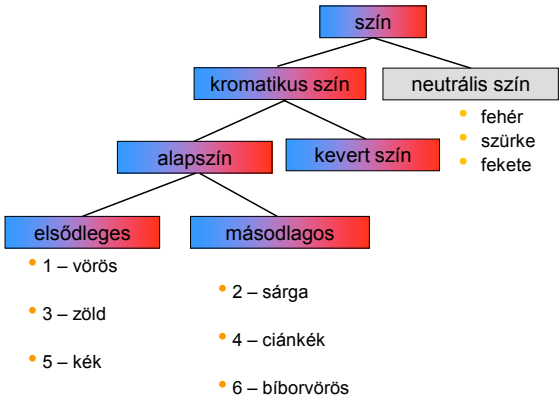 szín
kromatikus szín
neutrális szín
• fehér
• szürke
• fekete
alapszín
kevert szín
elsődleges
másodlagos
• 1 – vörös
• 2 – sárga
• 3 – zöld
• 4 – ciánkék
• 5 – kék
• 6 – bíborvörös